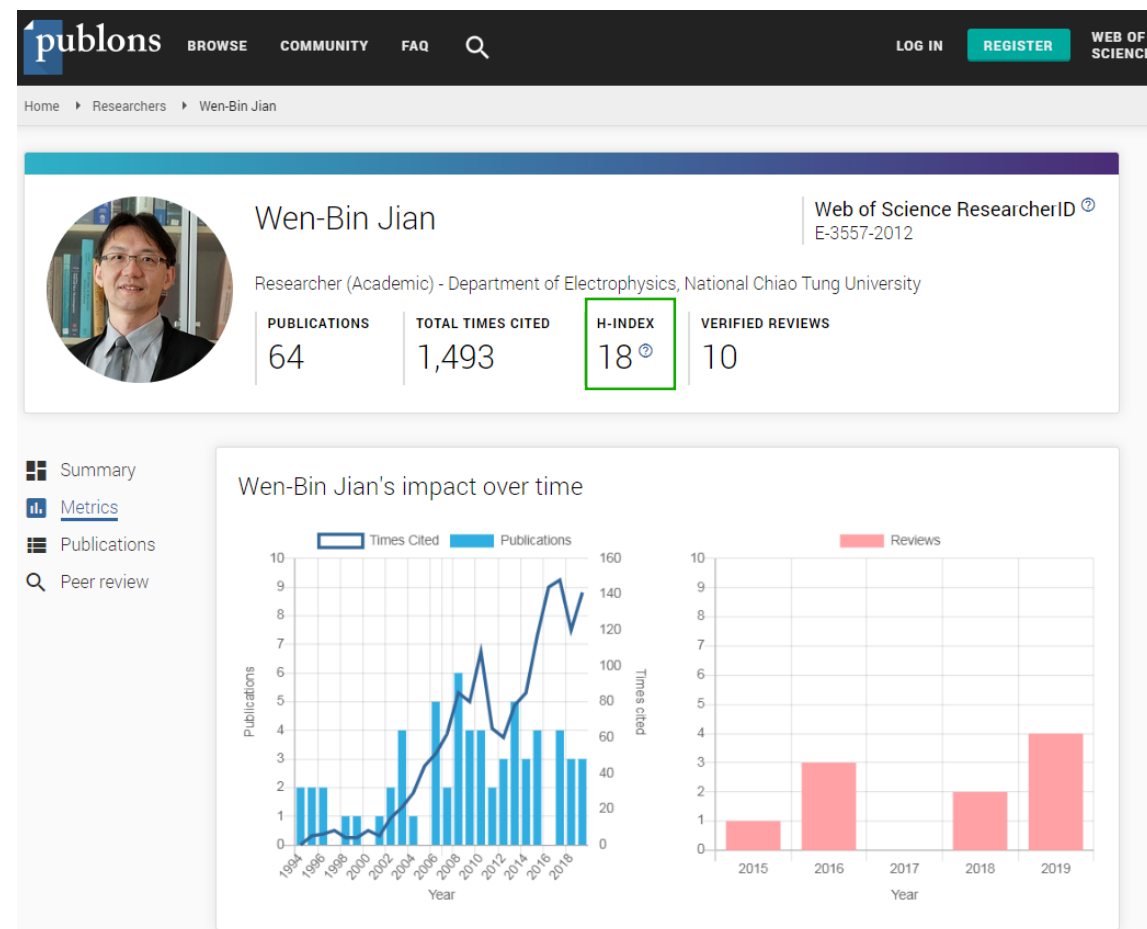 publons BROWSE COMMUNITY FAQ LOG IN REGISTER WEB OF
SCIENC
Home Researchers Wen-Bin Jian
Wen-Bin Jian
Web of Science ResearcherID ?
E-3557-2012
Researcher (Academic) - Department of Electrophysics, National Chiao Tung University
PUBLICATIONS TOTAL TIMES CITED H-INDEX VERIFIED REVIEWS
64 1,493 18 ? 10
Summary
Metrics
Publications
Peer review
Wen-Bin Jian's impact over time
Times Cited Publications
10 160
9
8 140
7 120
6 100
5 80
4 60
3 40
2 20
1
0 0
Publications
Times cited
1994 1996 1998 2000 2002 2004 2006 2008 2010 2012 2014 2016 2018
Year
Reviews
10
9
8
7
6
5
4
3
2
1
0
2015 2016 2017 2018 2019
Year